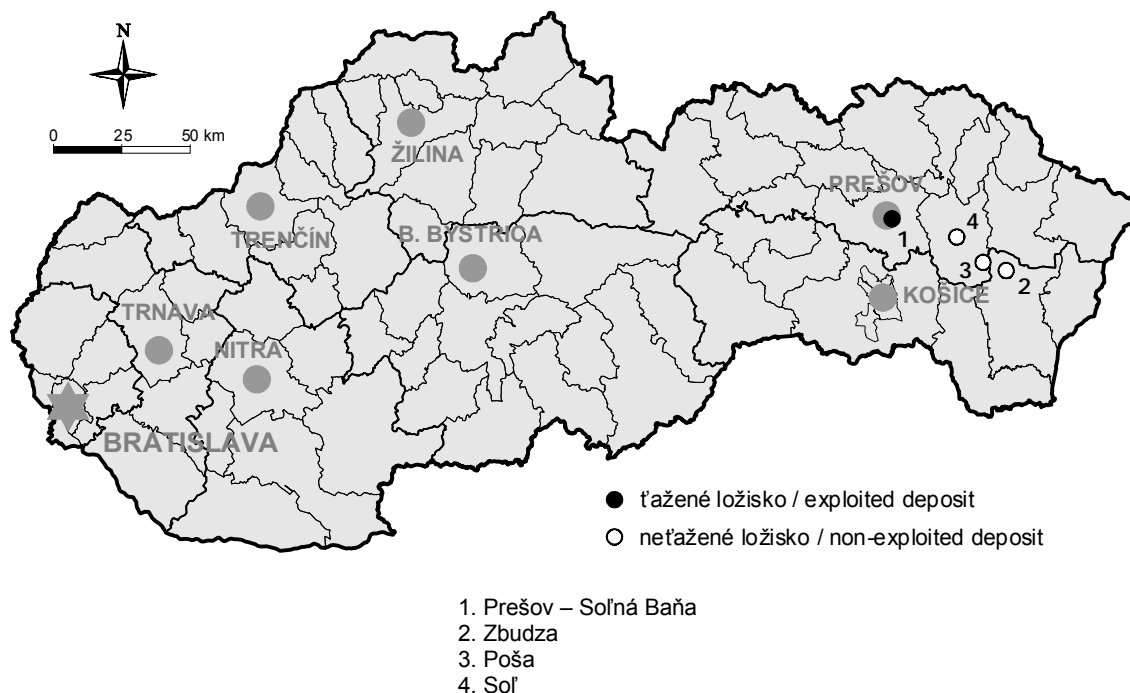 N
0 25 50 km
ŽILINA
PREŠOV
1
4
TRENČÍN
B. BYSTRICA
3
2
KOŠICE
TRNAVA
NITRA
BRATISLAVA
ťažené ložisko / exploited deposit
neťažené ložisko / non-exploited deposit
1. Prešov – Soľná Baňa
2. Zbudza
3. Poša
4. Soľ